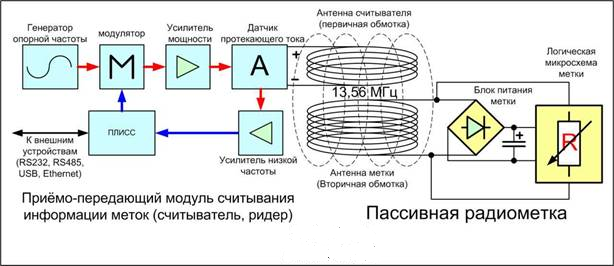 Генератор
опорной частоты
модулятор
Усилитель
мощности
Датчик
протекающего тока
Антенна считывателя
(первичная обмотка)
Логическая
микросхема
метки
М
А
+
–
13,56 МГц
Блок питания
метки
ПЛИСС
+
R
К внешним
устройствам
(RS232, RS485,
USB, Ethernet)
Усилитель низкой
частоты
Антенна метки
(Вторичная обмотка)
Приёмо-передающий модуль считывания
информации меток (считыватель, ридер)
Пассивная радиометка